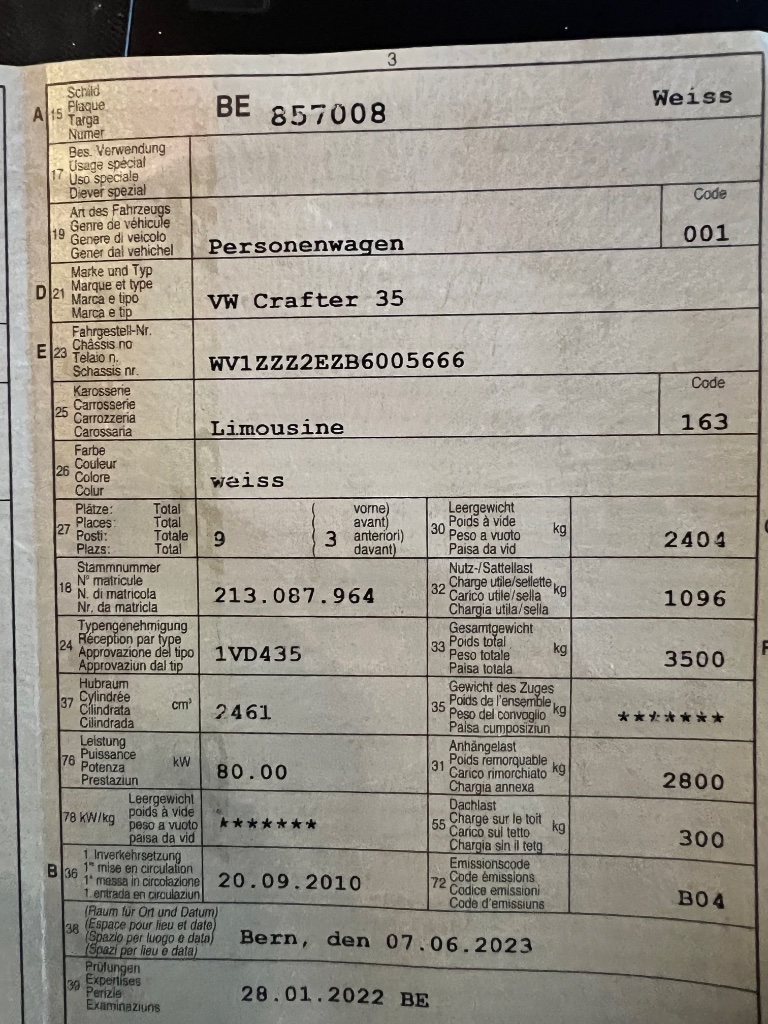 3
A 15 Schild
Plaque
Targa
Numer
BE 857008 Weiss
17 Bes. Verwendung
Usage spécial
Uso speciale
Diever spezial
19 Art des Fahrzeugs
Genre de véhicule
Genere di veicolo
Gener dal vehichel
Personenwagen
Code
001
D 21 Marke und Typ
Marque et type
Marca e tipo
Marca e tip
VW Crafter 35
E 23 Fahrgestell-Nr.
Châssis no
Telaio n.
Schassis nr.
WV1ZZZ2EZB6005666
25 Karosserie
Carrosserie
Carrozzeria
Carossaria
Limousine
Code
163
26 Farbe
Couleur
Colore
Colur
weiss
27 Plätze: Total
Places: Total
Posti: Totale
Plazs: Total
9
3
vorne)
avant)
anteriori)
davant)
30 Leergewicht
Poids à vide
Peso a vuoto
Paisa da vid
kg
2404
18 Stammnummer
N° matricule
N. di matricola
Nr. da matricla
213.087.964
32 Nutz-/Sattellast
Charge utile/sellette
Carico utile/sella
Chargia utila/sella
kg
1096
24 Typengenehmigung
Réception par type
Approvazione del tipo
Approvaziun dal tip
1VD435
33 Gesamtgewicht
Poids total
Peso totale
Paisa totala
kg
3500
37 Hubraum
Cylindrée
Cilindrata
Cilindrada
cm³
2461
35 Gewicht des Zuges
Poids de l'ensemble
Peso del convoglio
Paisa cumposiziun
kg
*******
76 Leistung
Puissance
Potenza
Prestaziun
kW
80.00
31 Anhängelast
Poids remorquable
Carico rimorchiato
Chargia annexa
kg
2800
78 kW/kg Leergewicht
poids à vide
peso a vuoto
paisa da vid
*******
55 Dachlast
Charge sur le toit
Carico sul tetto
Chargia sin il tetg
kg
300
B 36 1. Inverkehrsetzung
1re mise en circulation
1a messa in circolazione
1. entrada en circulaziun
20.09.2010
72 Emissionscode
Code émissions
Codice emissioni
Code d'emissiuns
B04
38 (Raum für Ort und Datum)
(Espace pour lieu et date)
(Spazio per luogo e data)
(Spazi per lieu e data)
Bern, den 07.06.2023
39 Prüfungen
Expertises
Perizie
Examinaziuns
28.01.2022 BE